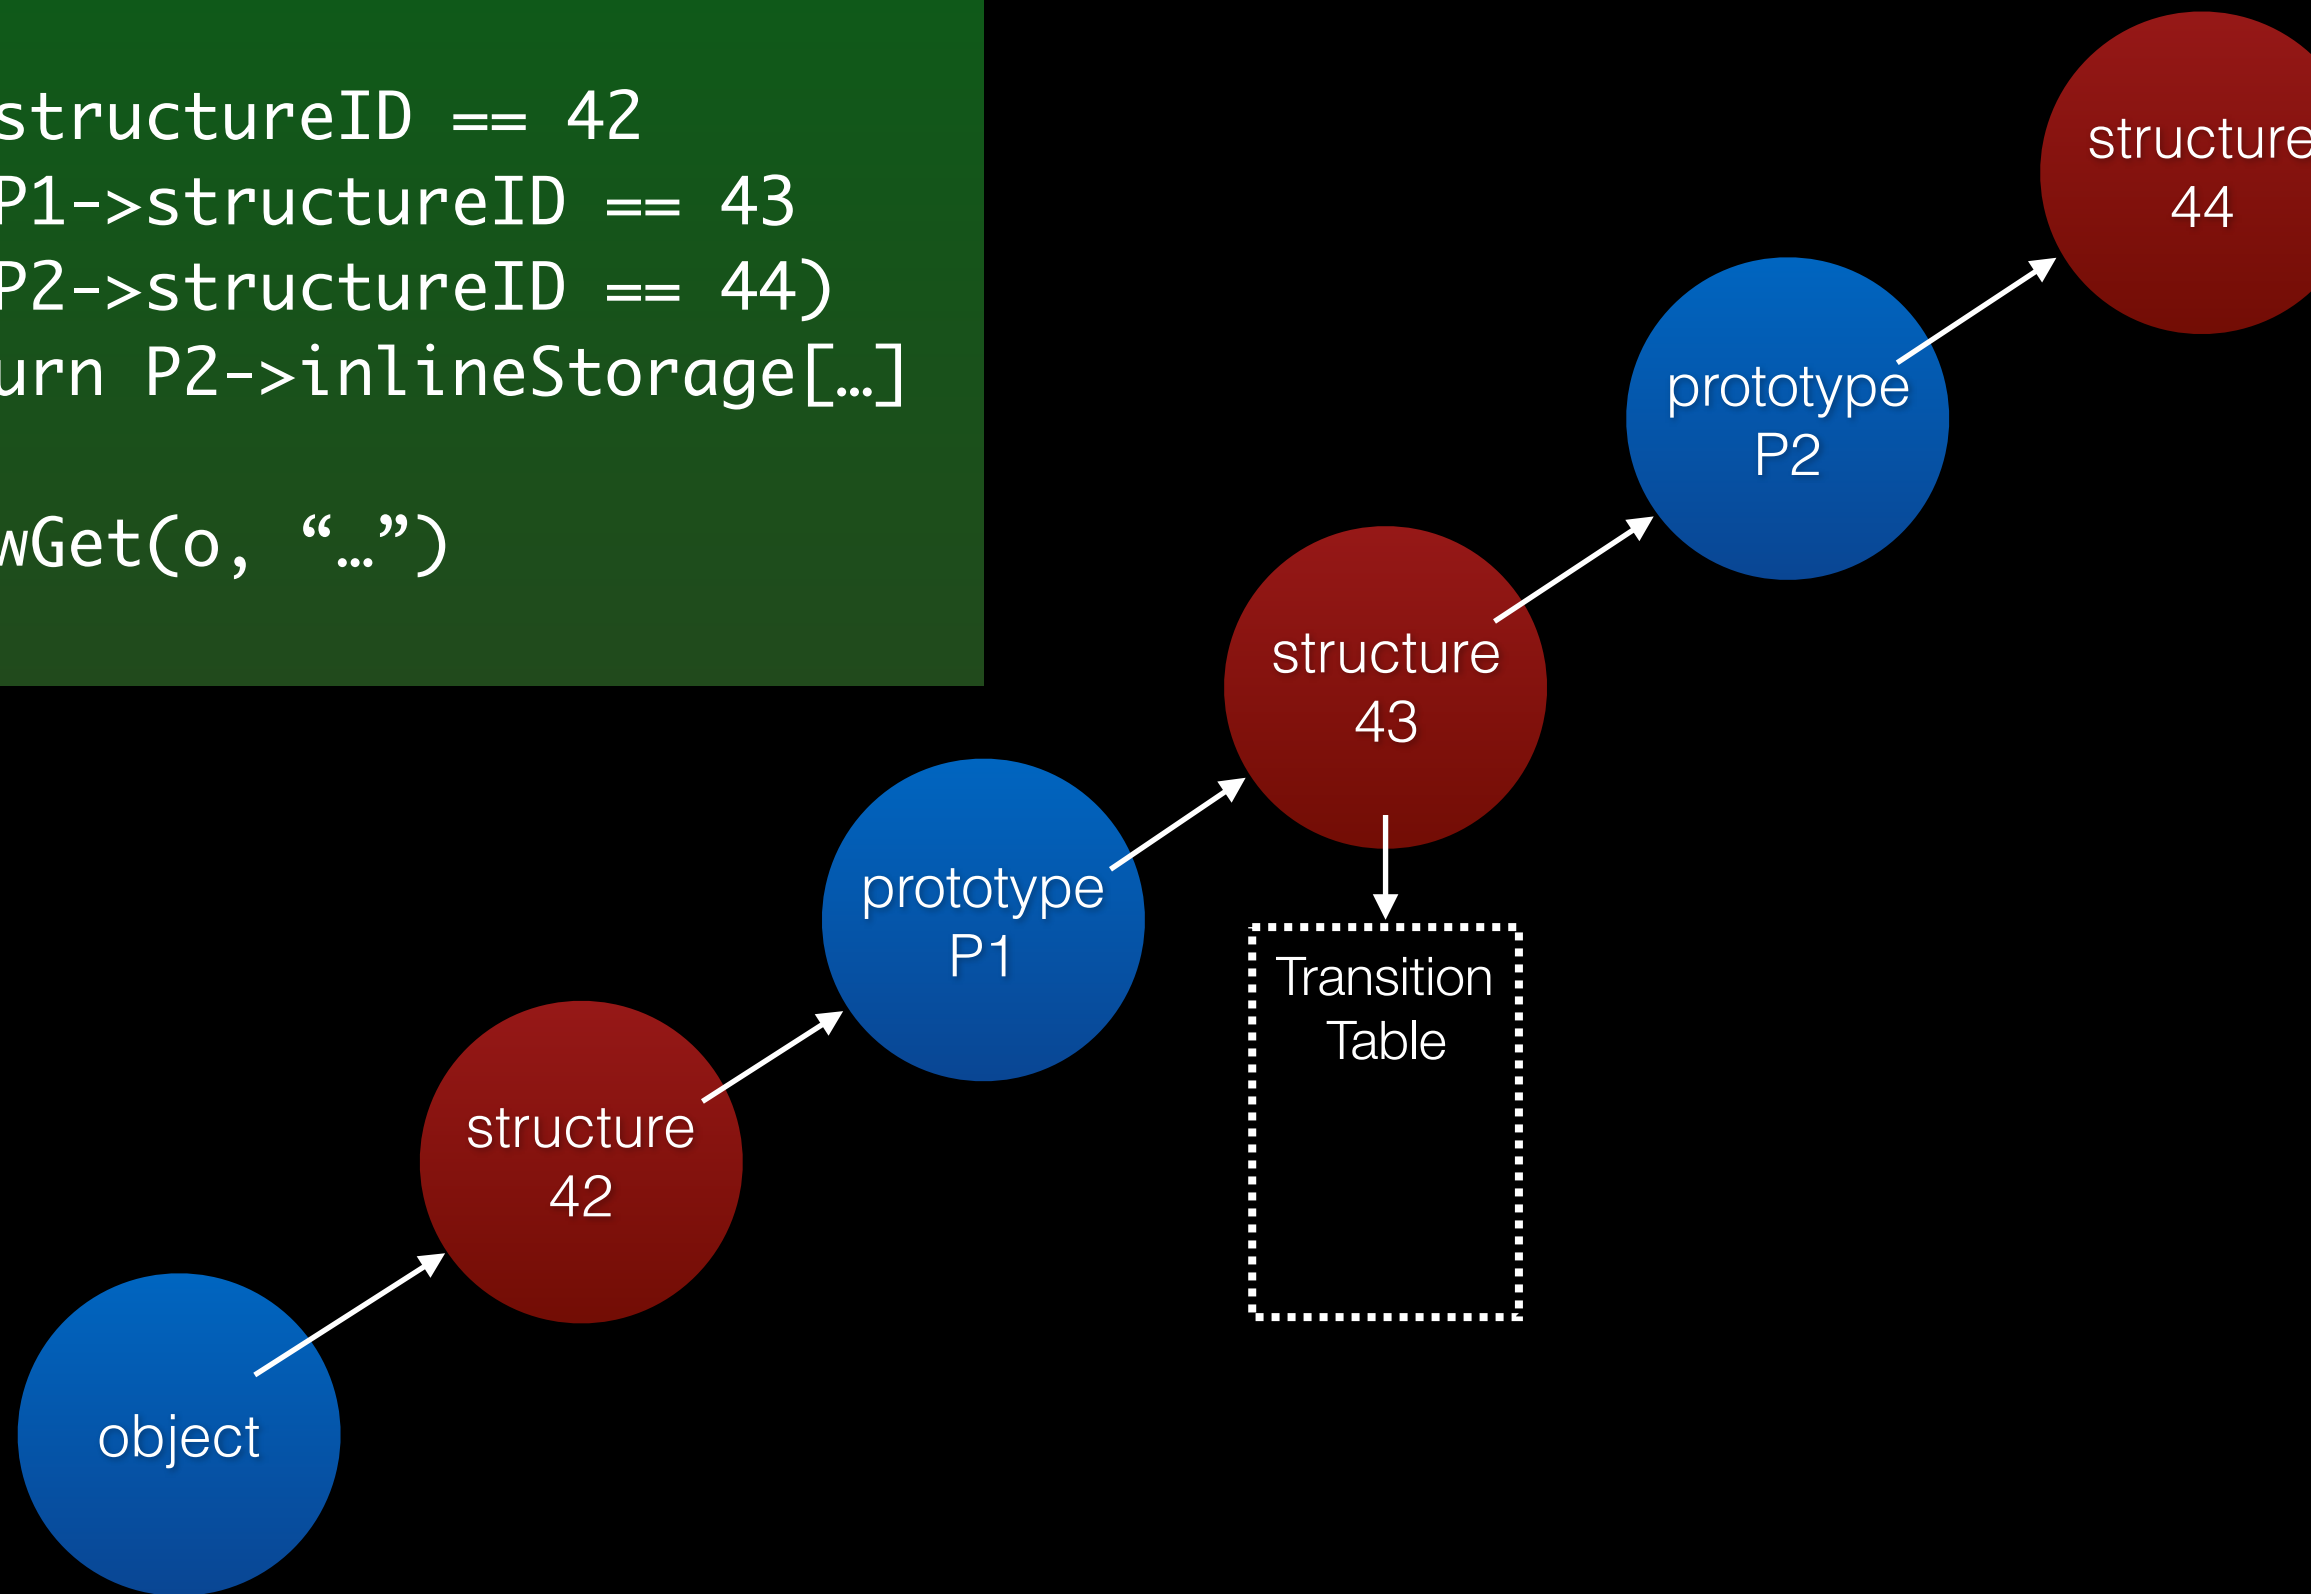 structureID == 42
P1->structureID == 43
P2->structureID == 44)
urn P2->inlineStorage[…]
wGet(o, “…”)
structure
44
prototype
P2
structure
43
prototype
P1
Transition
Table
structure
42
object